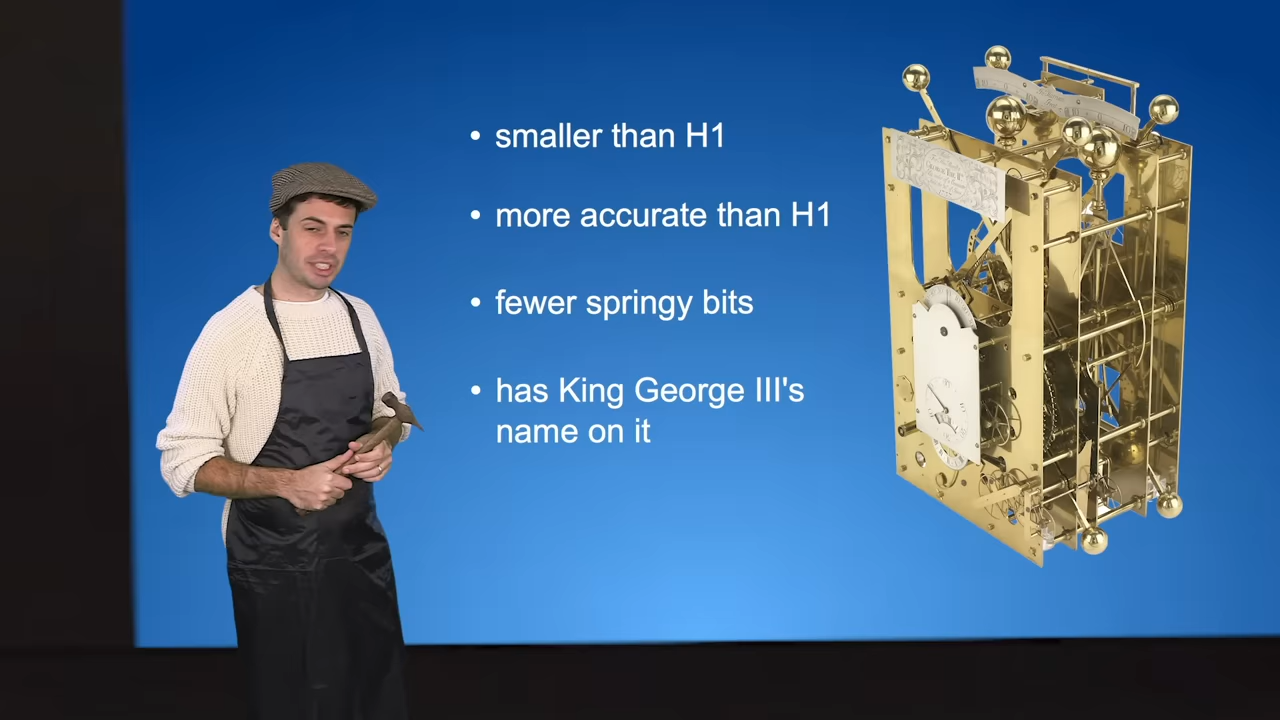 • smaller than H1
• more accurate than H1
• fewer springy bits
• has King George III's
name on it